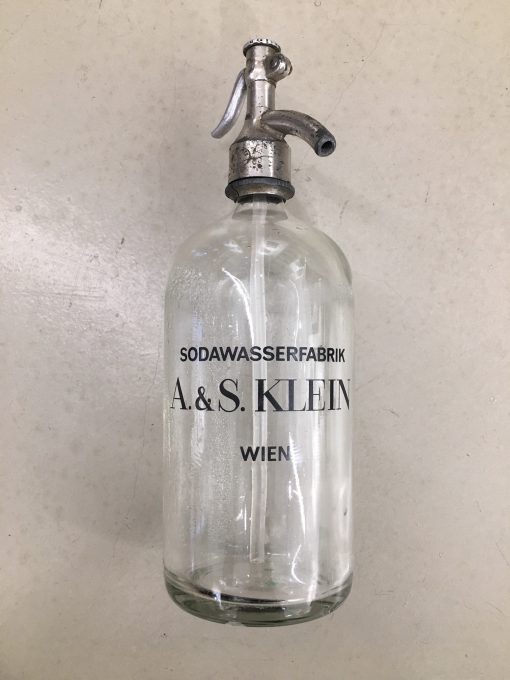 SODAWASSERFABRIK
A. & S. KLEIN
WIEN